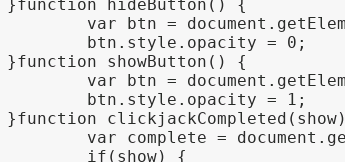 }function hideButton() {
var btn = document.getElem
btn.style.opacity = 0;
}function showButton() {
var btn = document.getElem
btn.style.opacity = 1;
}function clickjackCompleted(show)
var complete = document.ge
if(show) {